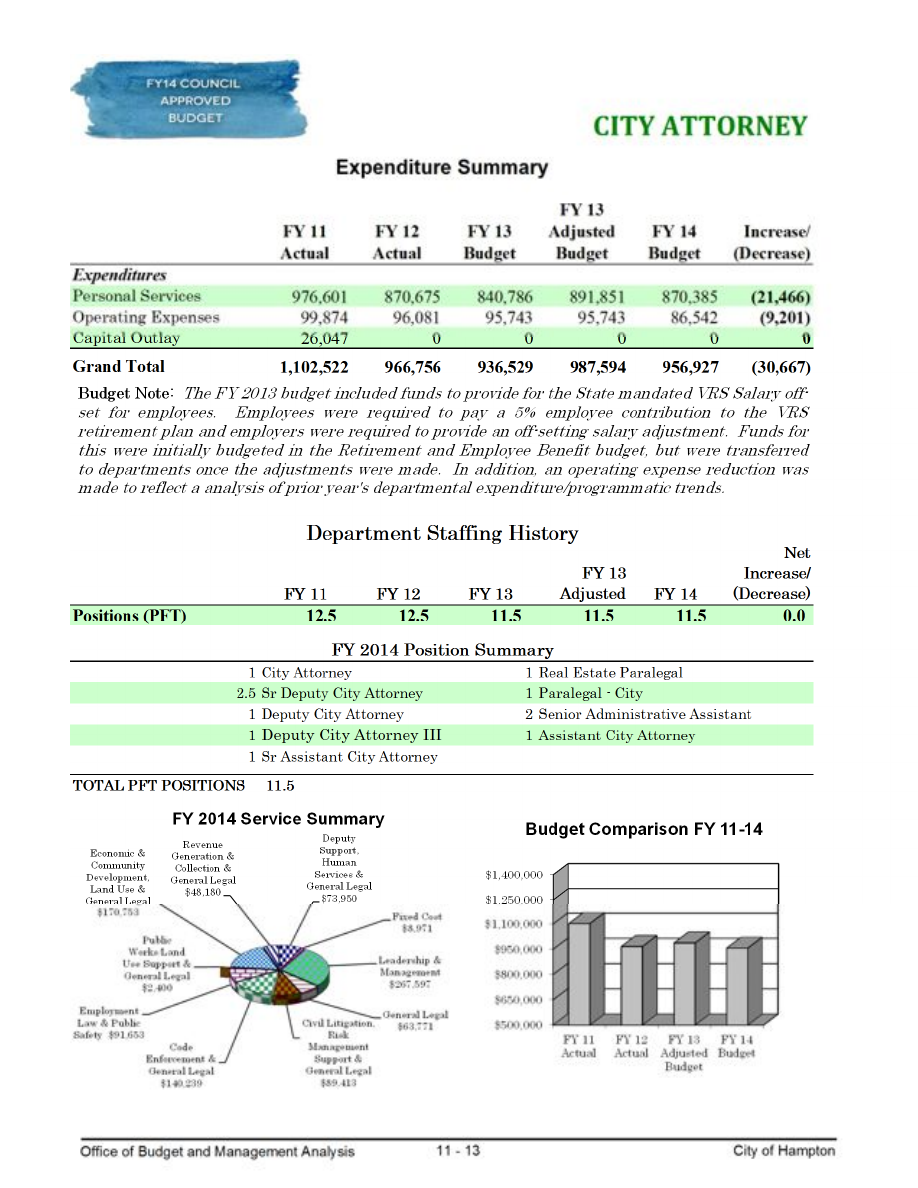 FY14 COUNCIL
APPROVED
BUDGET
CITY ATTORNEY
Expenditure Summary
FY 11 Actual FY 12 Actual FY 13 Budget FY 13 Adjusted Budget FY 14 Budget Increase/ (Decrease)
Expenditures
Personal Services 976,601 870,675 840,786 891,851 870,385 (21,466)
Operating Expenses 99,874 96,081 95,743 95,743 86,542 (9,201)
Capital Outlay 26,047 0 0 0 0 0
Grand Total 1,102,522 966,756 936,529 987,594 956,927 (30,667)
Budget Note: The FY 2013 budget included funds to provide for the State mandated VRS Salary off-
set for employees. Employees were required to pay a 5% employee contribution to the VRS
retirement plan and employers were required to provide an off-setting salary adjustment. Funds for
this were initially budgeted in the Retirement and Employee Benefit budget, but were transferred
to departments once the adjustments were made. In addition, an operating expense reduction was
made to reflect a analysis of prior year's departmental expenditure/programmatic trends.
Department Staffing History
FY 11 FY 12 FY 13 FY 13 Adjusted FY 14 Net Increase/ (Decrease)
Positions (PFT) 12.5 12.5 11.5 11.5 11.5 0.0
FY 2014 Position Summary
1 City Attorney 1 Real Estate Paralegal
2.5 Sr Deputy City Attorney 1 Paralegal - City
1 Deputy City Attorney 2 Senior Administrative Assistant
1 Deputy City Attorney III 1 Assistant City Attorney
1 Sr Assistant City Attorney
TOTAL PFT POSITIONS 11.5
FY 2014 Service Summary
Economic &
Community
Development,
Land Use &
General Legal
$170,753
Revenue
Generation &
Collection &
General Legal
$48,180
Deputy
Support,
Human
Services &
General Legal
$73,950
Fixed Cost
$8,971
Leadership &
Management
$267,597
General Legal
$63,771
Civil Litigation,
Risk
Management
Support &
General Legal
$89,413
Code
Enforcement &
General Legal
$140,239
Employment
Law & Public
Safety $91,653
Public
Works Land
Use Support &
General Legal
$2,400
Budget Comparison FY 11-14
$1,400,000
$1,250,000
$1,100,000
$950,000
$800,000
$650,000
$500,000
FY 11 Actual
FY 12 Actual
FY 13 Adjusted Budget
FY 14 Budget
Office of Budget and Management Analysis 11 - 13 City of Hampton